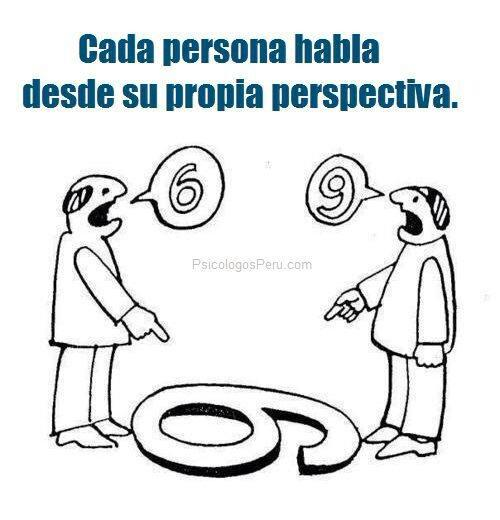 Cada persona habla
desde su propia perspectiva.
6
9
PsicologosPeru.com